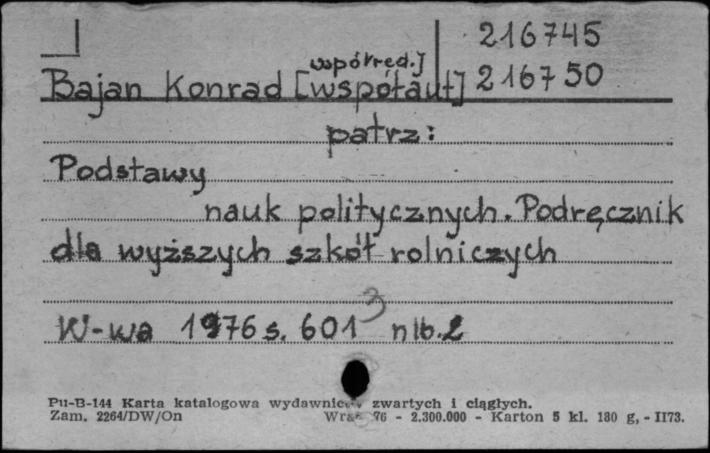 216745
współred.]
Bajan Konrad [współaut] 216750
patrz:
Podstawy
nauk politycznych. Podręcznik
dla wyższych szkół rolniczych
3
W-wa 1976 s. 601 nlb. 2
Pu-B-144 Karta katalogowa wydawnictw zwartych i ciągłych.
Zam. 2264/DW/On 76 - 2.300.000 - Karton 5 kl. 180 g, - II73.